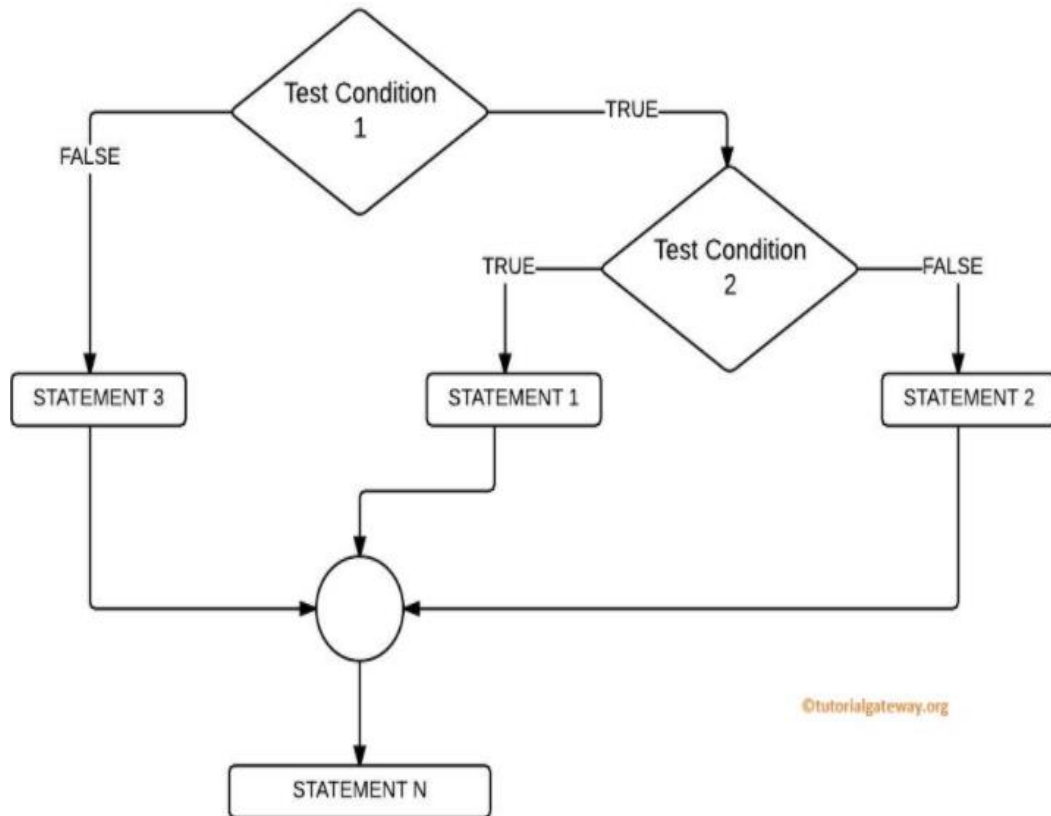 Test Condition
1
TRUE
FALSE
Test Condition
2
TRUE
FALSE
STATEMENT 3
STATEMENT 1
STATEMENT 2
©tutorialgateway.org
STATEMENT N